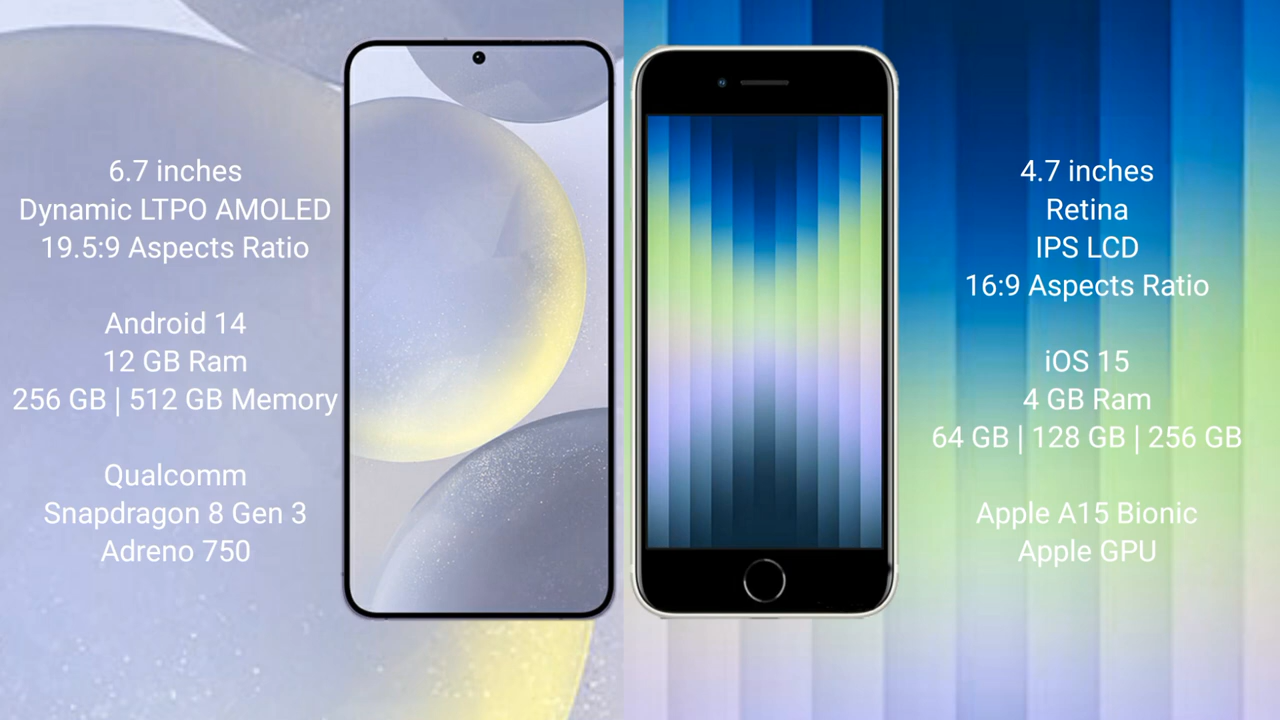 6.7 inches
Dynamic LTPO AMOLED
19.5:9 Aspects Ratio
Android 14
12 GB Ram
256 GB | 512 GB Memory
Qualcomm
Snapdragon 8 Gen 3
Adreno 750
4.7 inches
Retina
IPS LCD
16:9 Aspects Ratio
iOS 15
4 GB Ram
64 GB | 128 GB | 256 GB
Apple A15 Bionic
Apple GPU